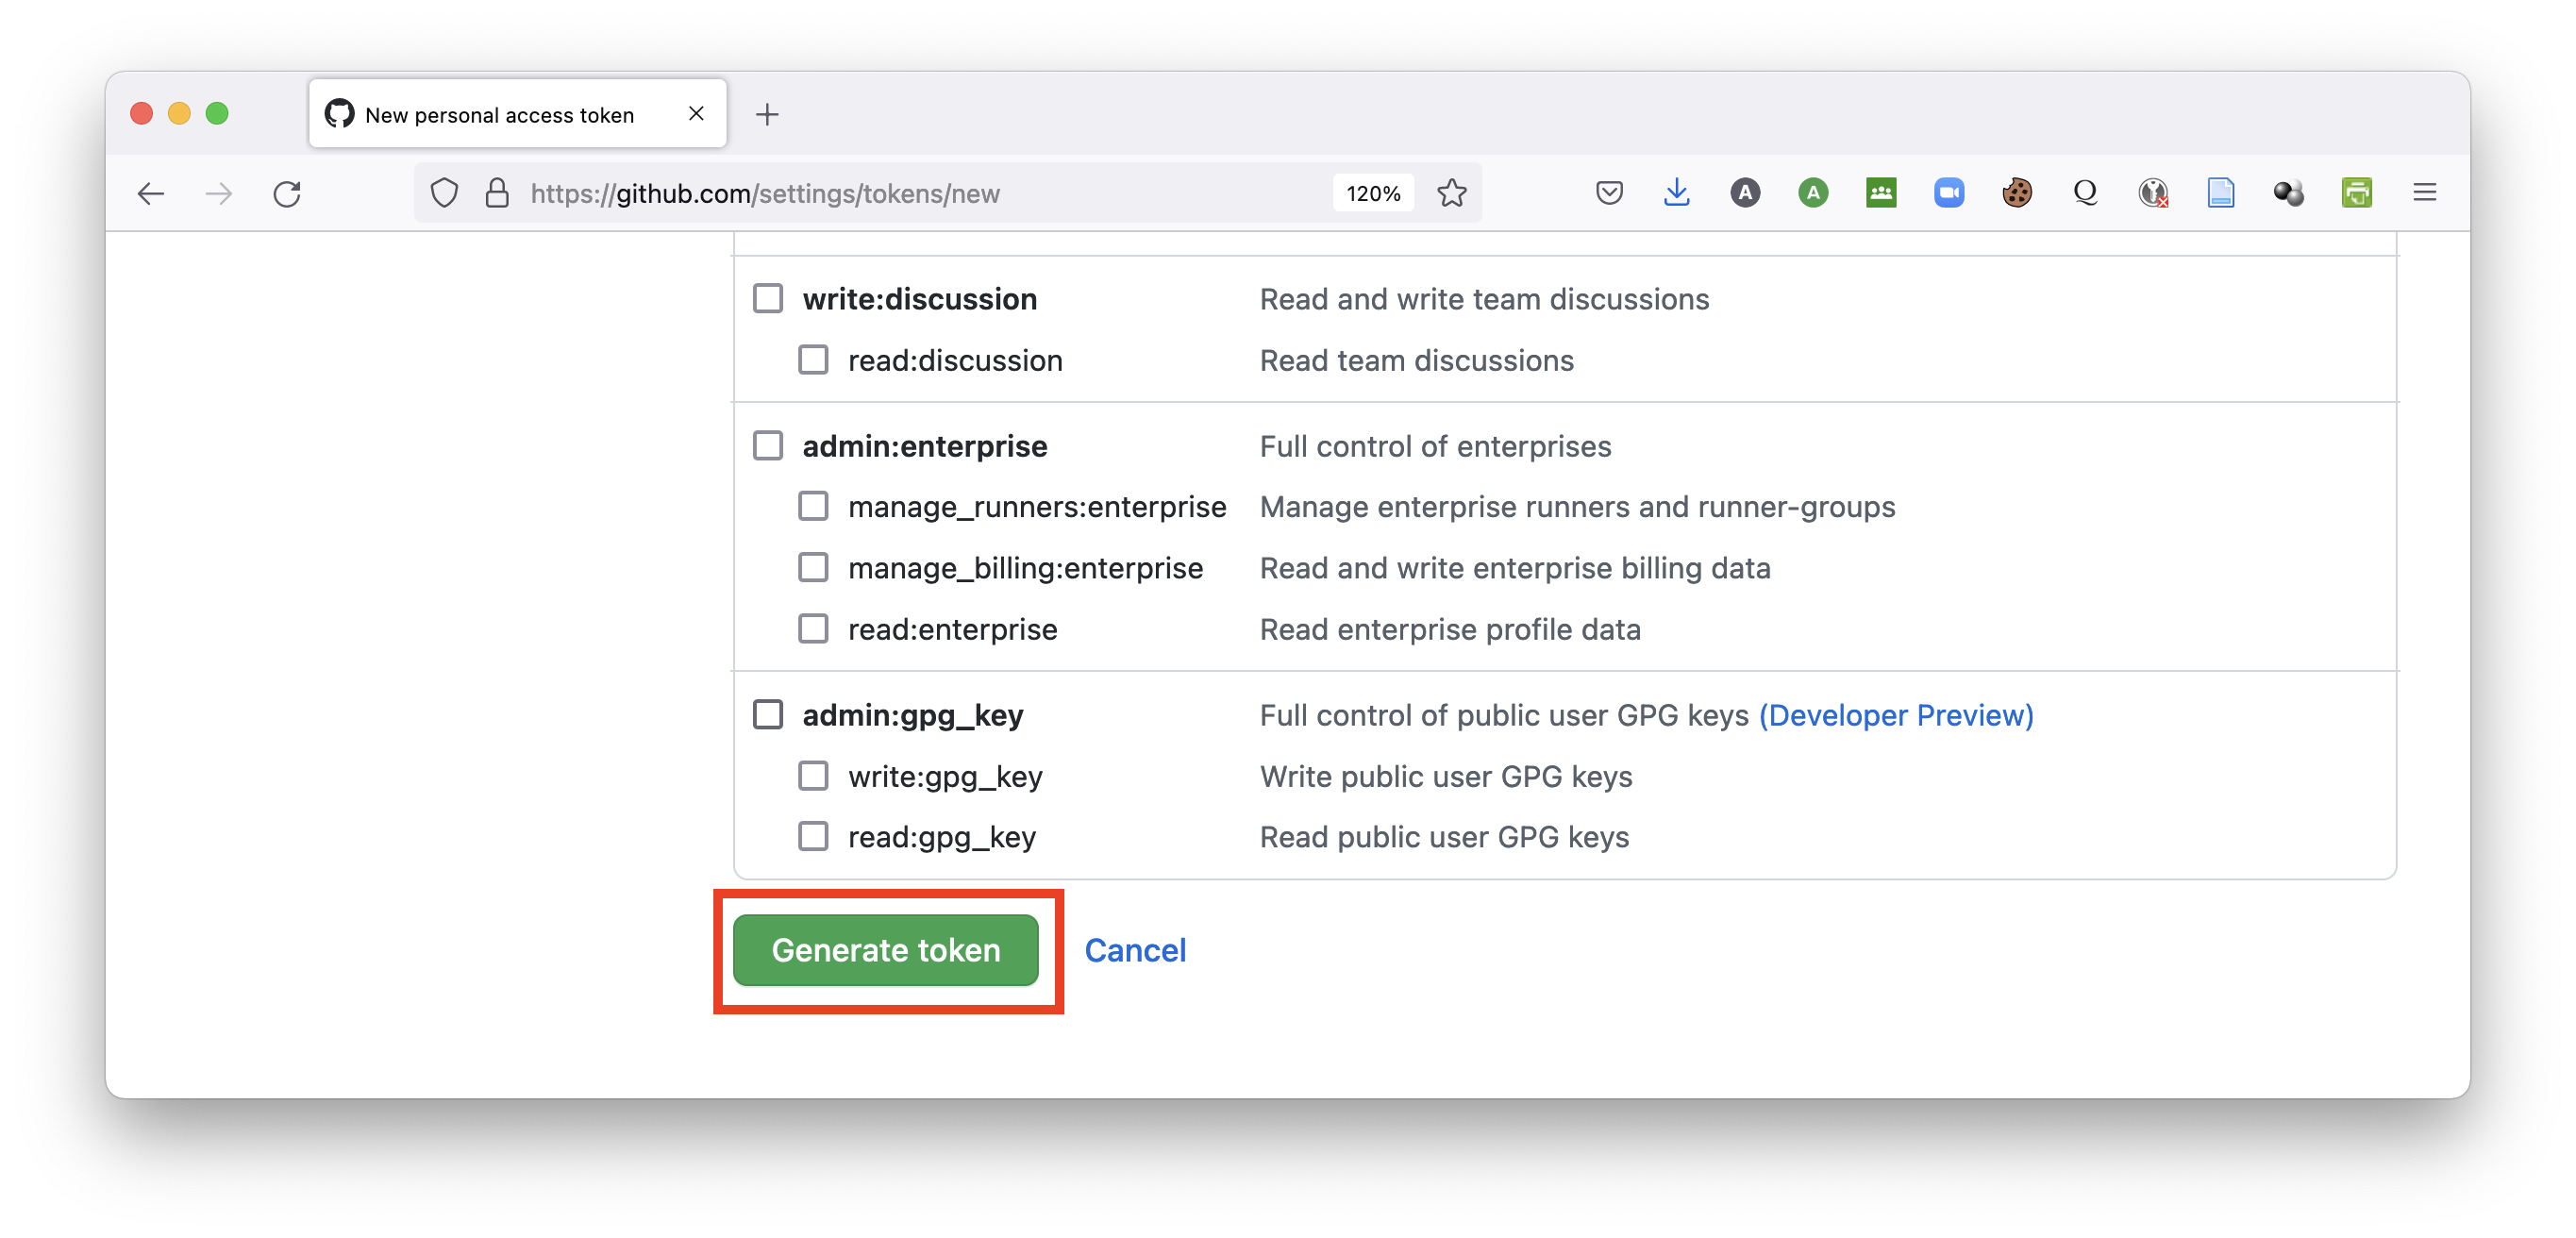 New personal access token
https://github.com/settings/tokens/new 120%
write:discussion Read and write team discussions
read:discussion Read team discussions
admin:enterprise Full control of enterprises
manage_runners:enterprise Manage enterprise runners and runner-groups
manage_billing:enterprise Read and write enterprise billing data
read:enterprise Read enterprise profile data
admin:gpg_key Full control of public user GPG keys (Developer Preview)
write:gpg_key Write public user GPG keys
read:gpg_key Read public user GPG keys
Generate token Cancel